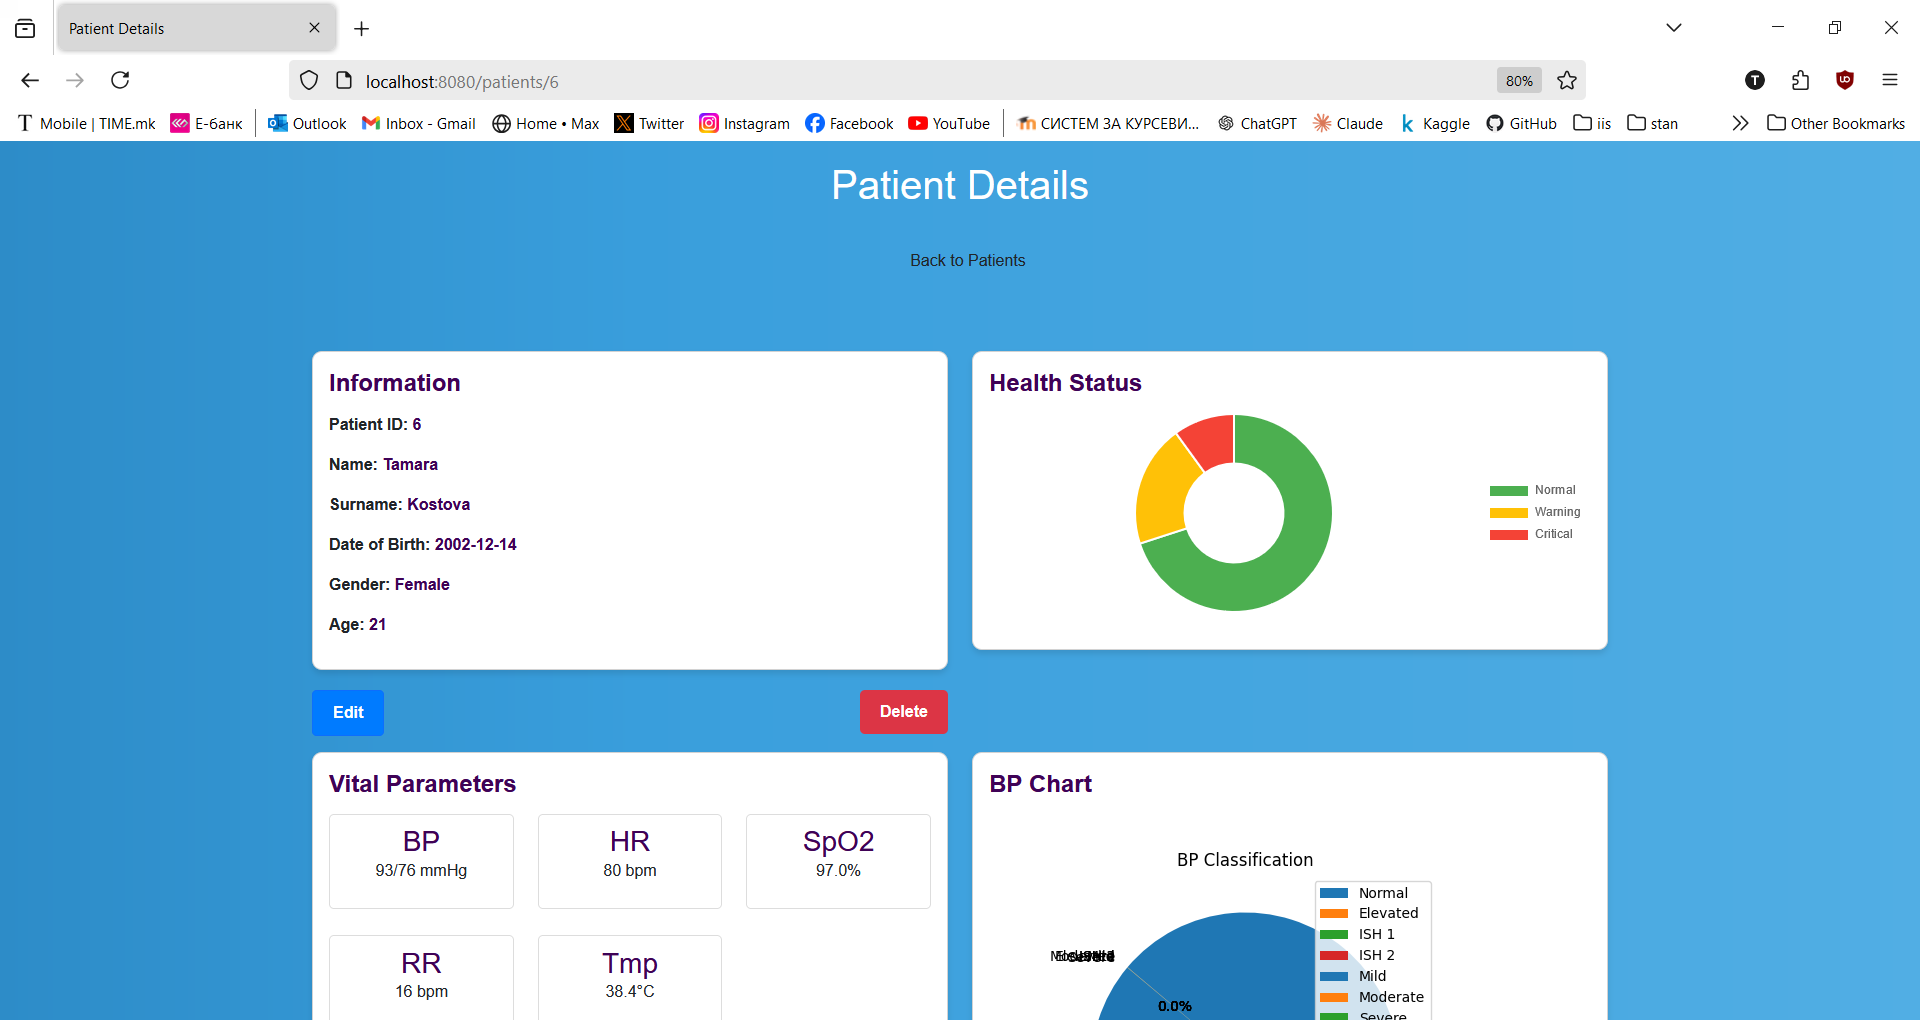 Patient Details
localhost:8080/patients/6
80%
T
T Mobile | TIME.mk
Е-банк
Outlook
Inbox - Gmail
Home • Max
Twitter
Instagram
Facebook
YouTube
СИСТЕМ ЗА КУРСЕВИ...
ChatGPT
Claude
Kaggle
GitHub
iis
stan
Other Bookmarks
Patient Details
Back to Patients
Information
Patient ID: 6
Name: Tamara
Surname: Kostova
Date of Birth: 2002-12-14
Gender: Female
Age: 21
Health Status
Normal
Warning
Critical
Edit
Delete
Vital Parameters
BP
93/76 mmHg
HR
80 bpm
SpO2
97.0%
RR
16 bpm
Tmp
38.4°C
BP Chart
BP Classification
Normal
Elevated
ISH 1
ISH 2
Mild
Moderate
Severe
Severe
0.0%